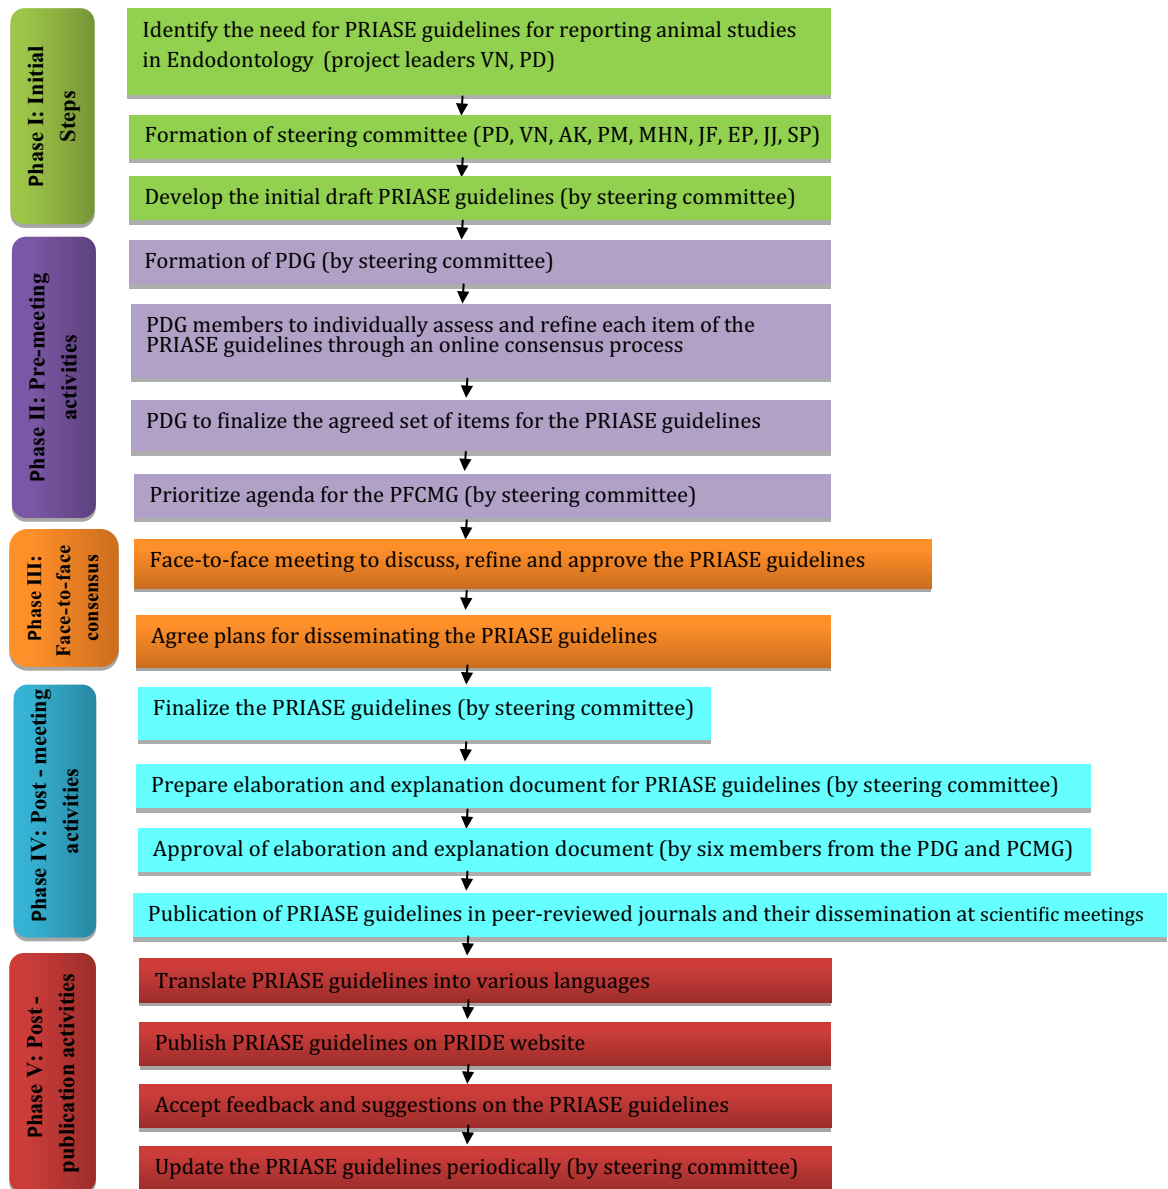 Phase I: Initial
Steps
Identify the need for PRIASE guidelines for reporting animal studies
in Endodontology (project leaders VN, PD)
Formation of steering committee (PD, VN, AK, PM, MHN, JF, EP, JJ, SP)
Develop the initial draft PRIASE guidelines (by steering committee)
Phase II: Pre-meeting
activities
Formation of PDG (by steering committee)
PDG members to individually assess and refine each item of the
PRIASE guidelines through an online consensus process
PDG to finalize the agreed set of items for the PRIASE guidelines
Prioritize agenda for the PFCMG (by steering committee)
Phase III:
Face-to-face
consensus
Face-to-face meeting to discuss, refine and approve the PRIASE guidelines
Agree plans for disseminating the PRIASE guidelines
Phase IV: Post - meeting
activities
Finalize the PRIASE guidelines (by steering committee)
Prepare elaboration and explanation document for PRIASE guidelines (by steering committee)
Approval of elaboration and explanation document (by six members from the PDG and PCMG)
Publication of PRIASE guidelines in peer-reviewed journals and their dissemination at scientific meetings
Phase V: Post -
publication activities
Translate PRIASE guidelines into various languages
Publish PRIASE guidelines on PRIDE website
Accept feedback and suggestions on the PRIASE guidelines
Update the PRIASE guidelines periodically (by steering committee)